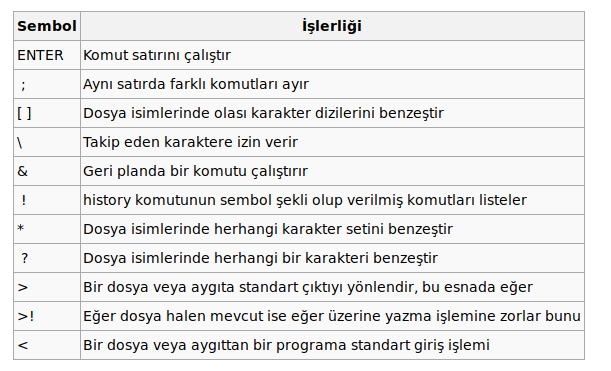 Sembol İşlerliği
ENTER Komut satırını çalıştır
; Aynı satırda farklı komutları ayır
[ ] Dosya isimlerinde olası karakter dizilerini benzeştir
\ Takip eden karaktere izin verir
& Geri planda bir komutu çalıştırır
! history komutunun sembol şekli olup verilmiş komutları listeler
* Dosya isimlerinde herhangi karakter setini benzeştir
? Dosya isimlerinde herhangi bir karakteri benzeştir
> Bir dosya veya aygıta standart çıktıyı yönlendir, bu esnada eğer
>! Eğer dosya halen mevcut ise eğer üzerine yazma işlemine zorlar bunu
< Bir dosya veya aygıttan bir programa standart giriş işlemi